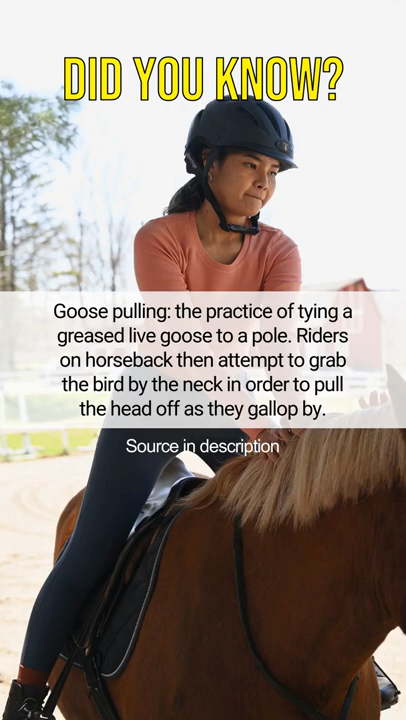 DID YOU KNOW?
Goose pulling: the practice of tying a
greased live goose to a pole. Riders
on horseback then attempt to grab
the bird by the neck in order to pull
the head off as they gallop by.
Source in description